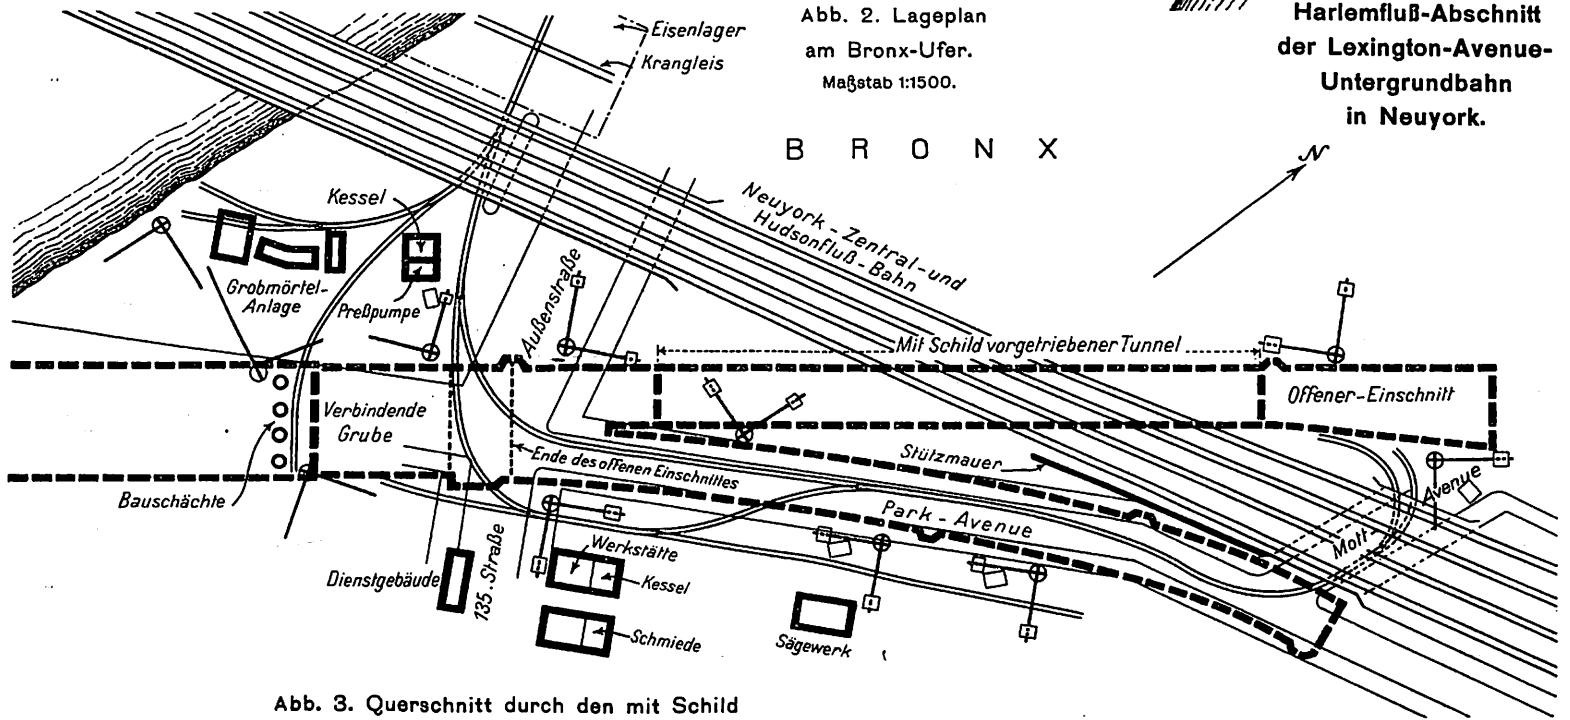 Abb. 2. Lageplan
am Bronx-Ufer.
Maßstab 1:1500.
Harlemfluß-Abschnitt
der Lexington-Avenue-
Untergrundbahn
in Neuyork.
Eisenlager
Krangleis
BRONX
N
Neuyork-Zentral-und
Hudsonfluß-Bahn
Kessel
Grobmörtel-
Anlage
Preßpumpe
Außenstraße
Mit Schild vorgetriebener Tunnel
Offener-Einschnitt
Verbindende
Grube
Stützmauer
Ende des offenen Einschnittes
Bauschächte
Park-Avenue
Mott Avenue
135. Straße
Werkstätte
Kessel
Dienstgebäude
Schmiede
Sägewerk
Abb. 3. Querschnitt durch den mit Schild